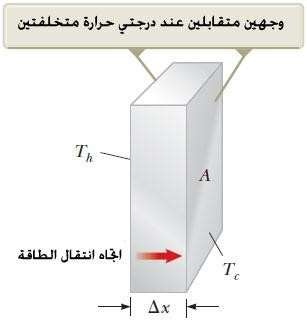 وجهين متقابلين عند درجتي حرارة متخلفتين
T_h
A
اتجاه انتقال الطاقة
T_c
Δx